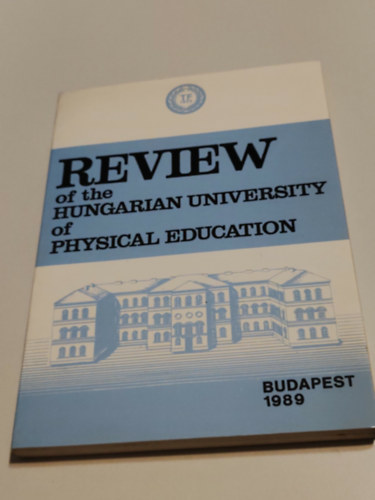 T.F.
REVIEW
of the
HUNGARIAN UNIVERSITY
of
PHYSICAL EDUCATION
BUDAPEST
1989